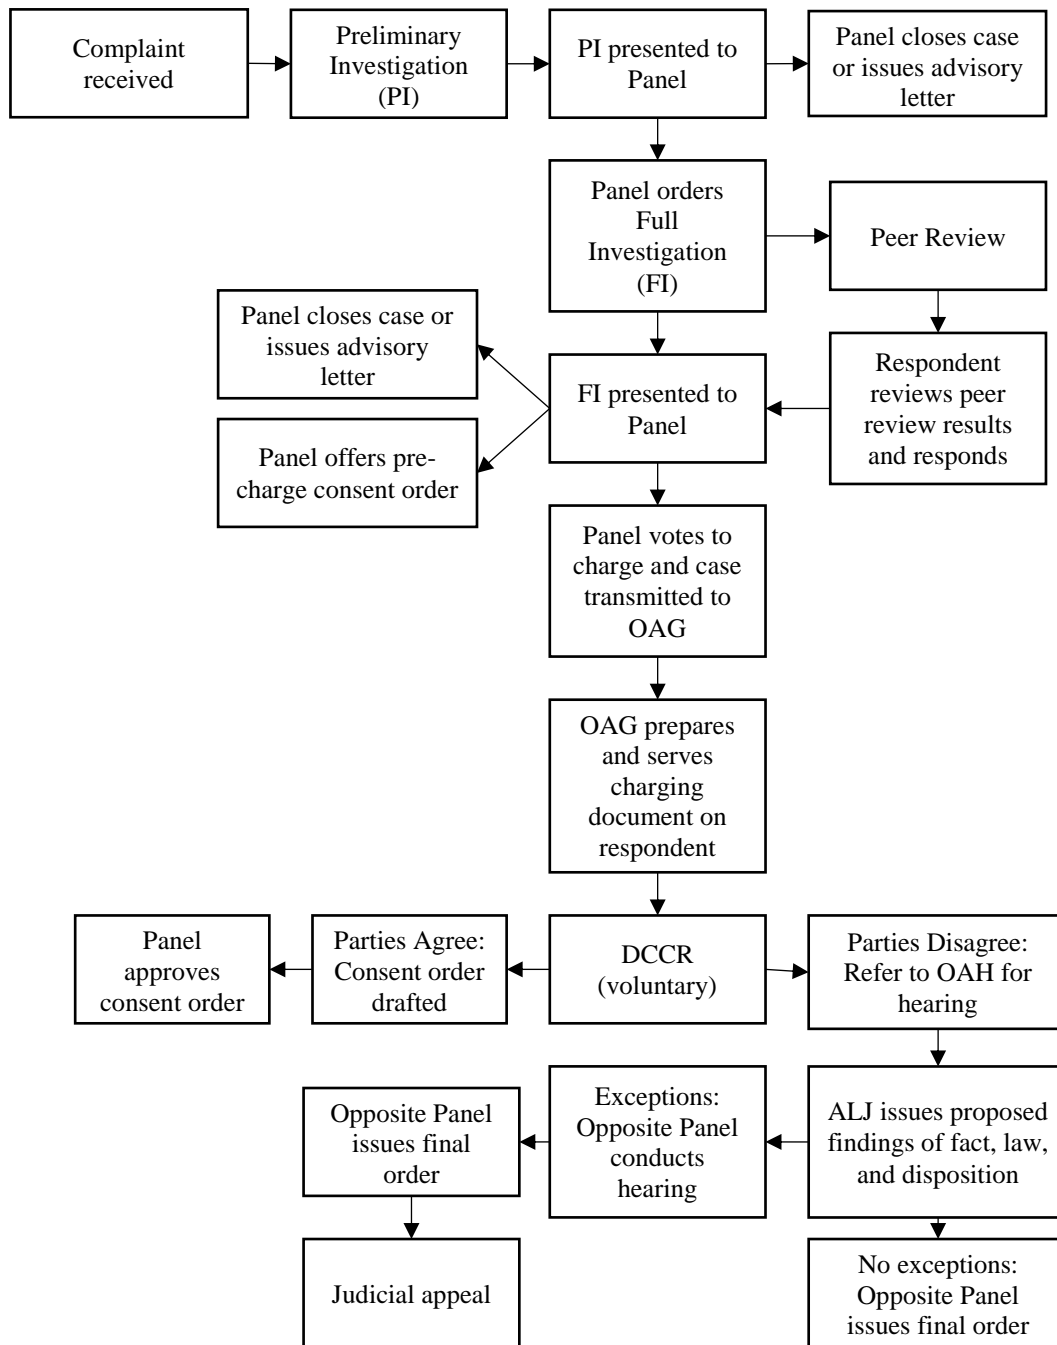 Complaint
received
Preliminary
Investigation
(PI)
PI presented to
Panel
Panel closes case
or issues advisory
letter
Panel orders
Full
Investigation
(FI)
Peer Review
Panel closes case or
issues advisory
letter
FI presented to
Panel
Respondent
reviews peer
review results
and responds
Panel offers pre-
charge consent order
Panel votes to
charge and case
transmitted to
OAG
OAG prepares
and serves
charging
document on
respondent
Panel
approves
consent order
Parties Agree:
Consent order
drafted
DCCR
(voluntary)
Parties Disagree:
Refer to OAH for
hearing
Opposite Panel
issues final
order
Exceptions:
Opposite Panel
conducts
hearing
ALJ issues proposed
findings of fact, law,
and disposition
Judicial appeal
No exceptions:
Opposite Panel
issues final order